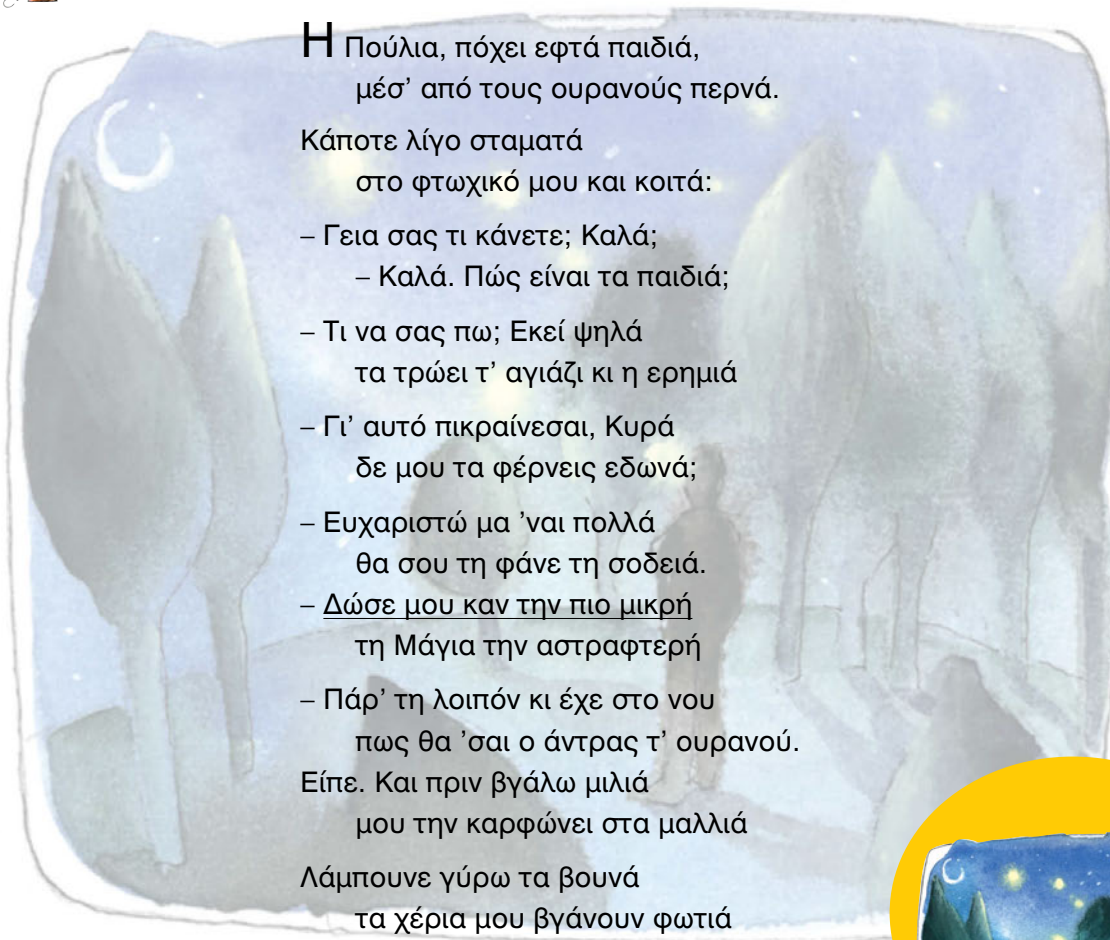 Η Πούλια, πόχει εφτά παιδιά,
μέσ' από τους ουρανούς περνά.
Κάποτε λίγο σταματά
στο φτωχικό μου και κοιτά:
– Γεια σας τι κάνετε; Καλά;
– Καλά. Πώς είναι τα παιδιά;
– Τι να σας πω; Εκεί ψηλά
τα τρώει τ' αγιάζι κι η ερημιά
– Γι' αυτό πικραίνεσαι, Κυρά
δε μου τα φέρνεις εδωνά;
– Ευχαριστώ μα 'ναι πολλά
θα σου τη φάνε τη σοδειά.
– Δώσε μου καν την πιο μικρή
τη Μάγια την αστραφτερή
– Πάρ' τη λοιπόν κι έχε στο νου
πως θα 'σαι ο άντρας τ' ουρανού.
Είπε. Και πριν βγάλω μιλιά
μου την καρφώνει στα μαλλιά
Λάμπουνε γύρω τα βουνά
τα χέρια μου βγάνουν φωτιά